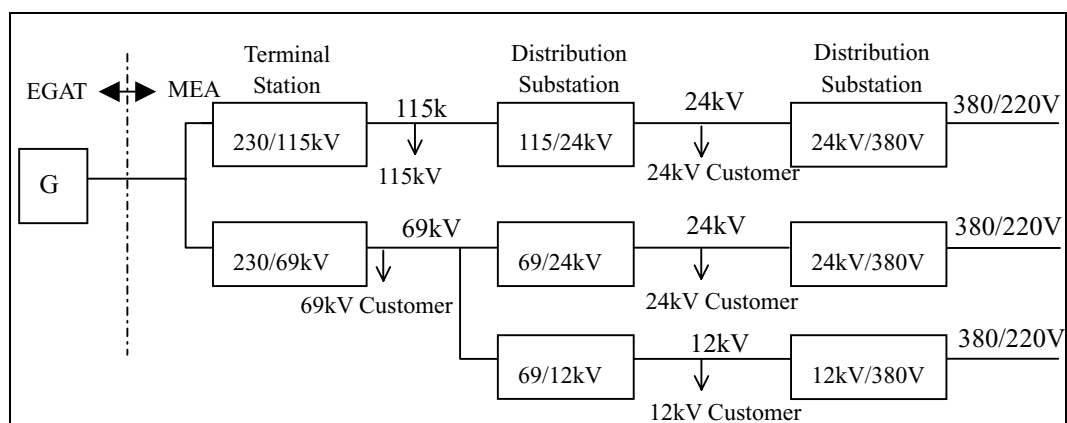 Terminal
Station
Distribution
Substation
Distribution
Substation
EGAT
MEA
G
230/115kV
115k
115kV
115/24kV
24kV
24kV Customer
24kV/380V
380/220V
230/69kV
69kV
69kV Customer
69/24kV
24kV
24kV Customer
24kV/380V
380/220V
69/12kV
12kV
12kV Customer
12kV/380V
380/220V